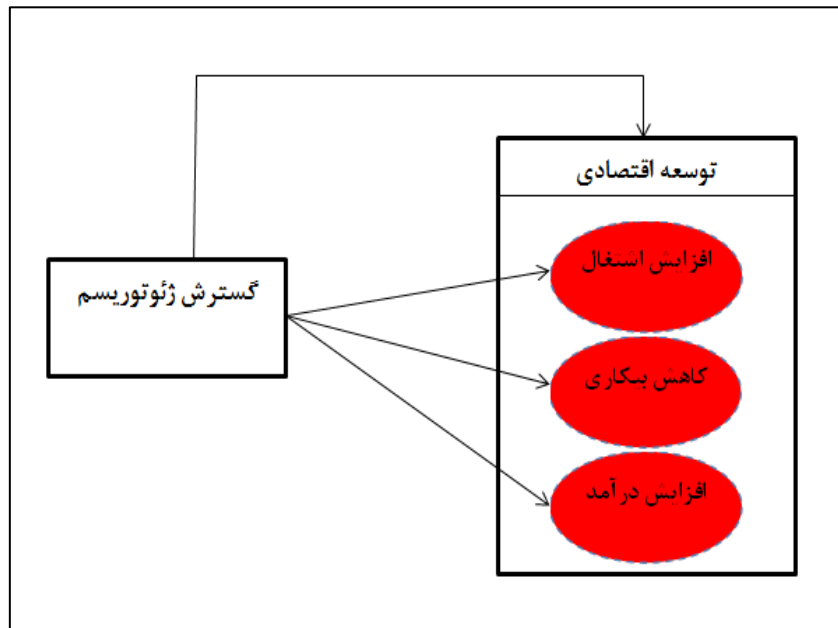 توسعه اقتصادی
افزایش اشتغال
گسترش ژئوتوریسم
کاهش بیکاری
افزایش درآمد